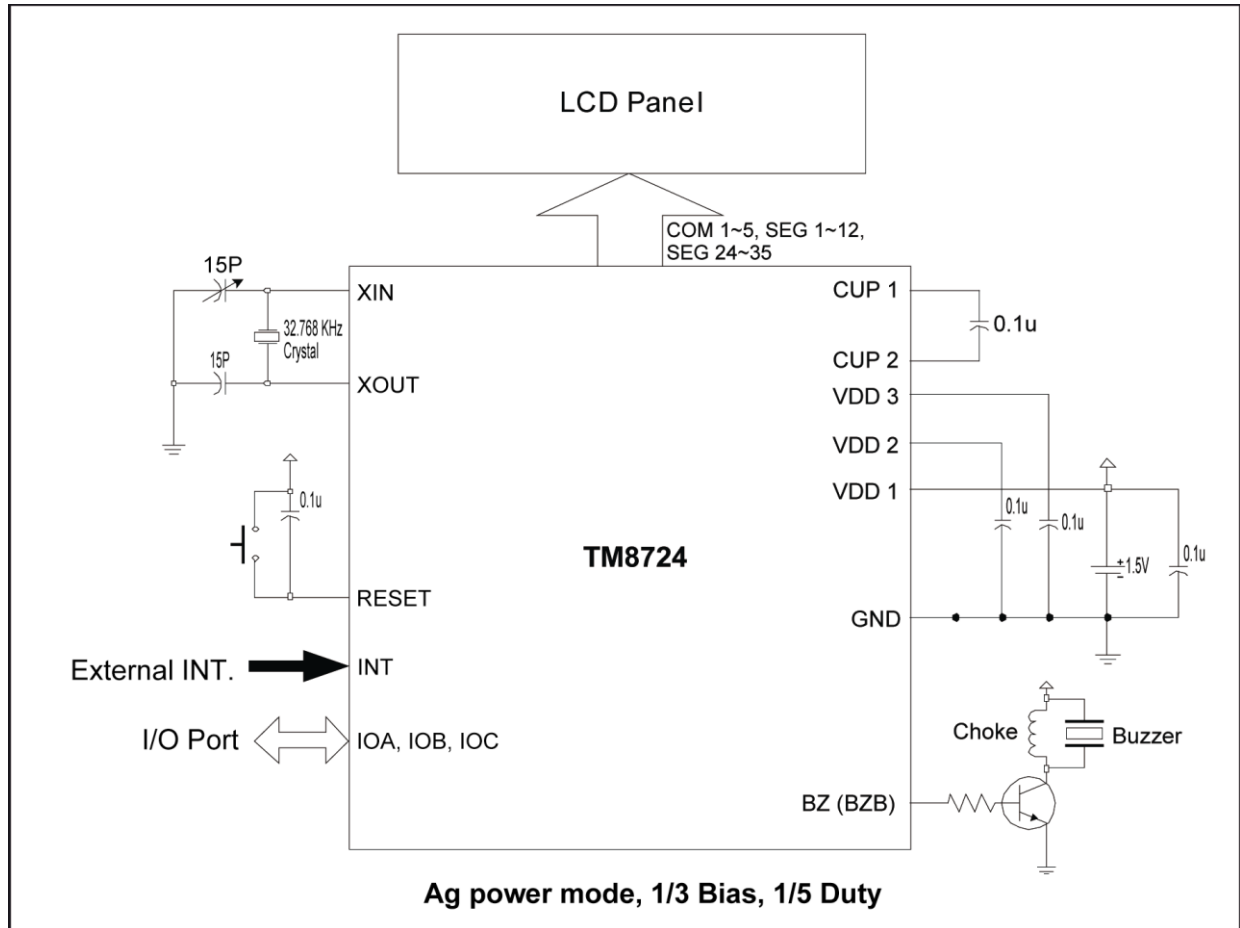 LCD Panel
COM 1~5, SEG 1~12,
SEG 24~35
15P
XIN
32.768 KHz
Crystal
15P
XOUT
0.1u
RESET
External INT.
INT
I/O Port
IOA, IOB, IOC
TM8724
CUP 1
0.1u
CUP 2
VDD 3
VDD 2
VDD 1
0.1u
0.1u
+
1.5V
-
0.1u
GND
Choke
Buzzer
BZ (BZB)
Ag power mode, 1/3 Bias, 1/5 Duty